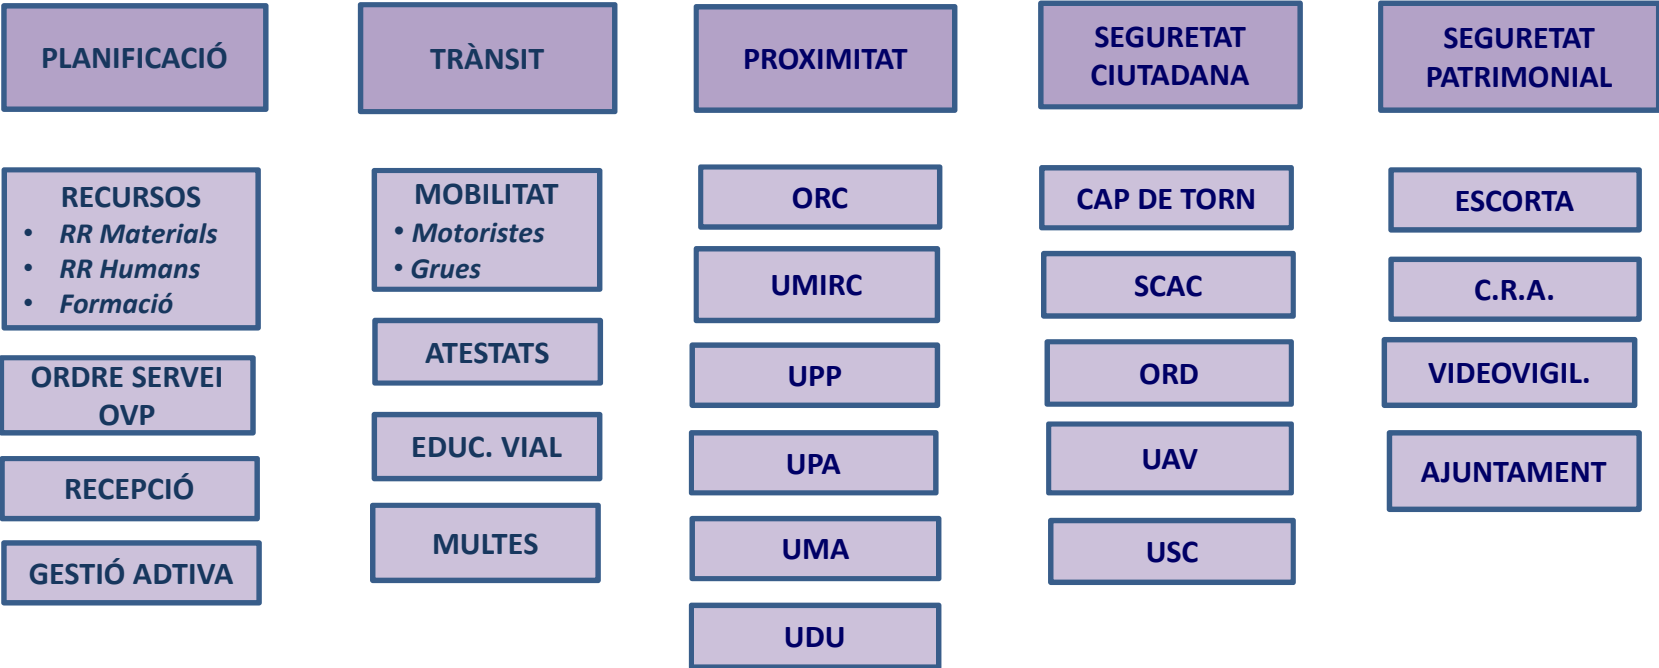 PLANIFICACIÓ
RECURSOS
• RR Materials
• RR Humans
• Formació
ORDRE SERVEI
OVP
RECEPCIÓ
GESTIÓ ADTIVA
TRÀNSIT
MOBILITAT
• Motoristes
• Grues
ATESTATS
EDUC. VIAL
MULTES
PROXIMITAT
ORC
UMIRC
UPP
UPA
UMA
UDU
SEGURETAT
CIUTADANA
CAP DE TORN
SCAC
ORD
UAV
USC
SEGURETAT
PATRIMONIAL
ESCORTA
C.R.A.
VIDEOVIGIL.
AJUNTAMENT